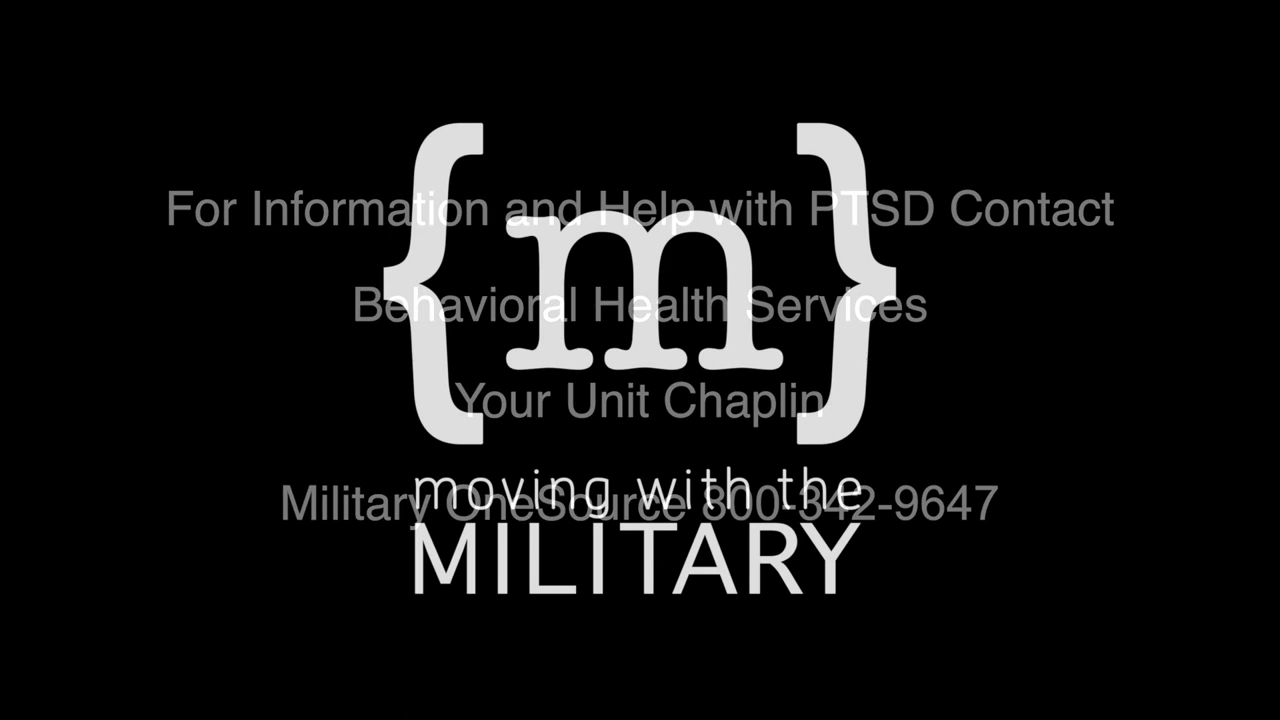 For Information and Help with PTSD Contact
{m}
Behavioral Health Services
Your Unit Chaplin
moving with the
Military OneSource 800-342-9647
MILITARY